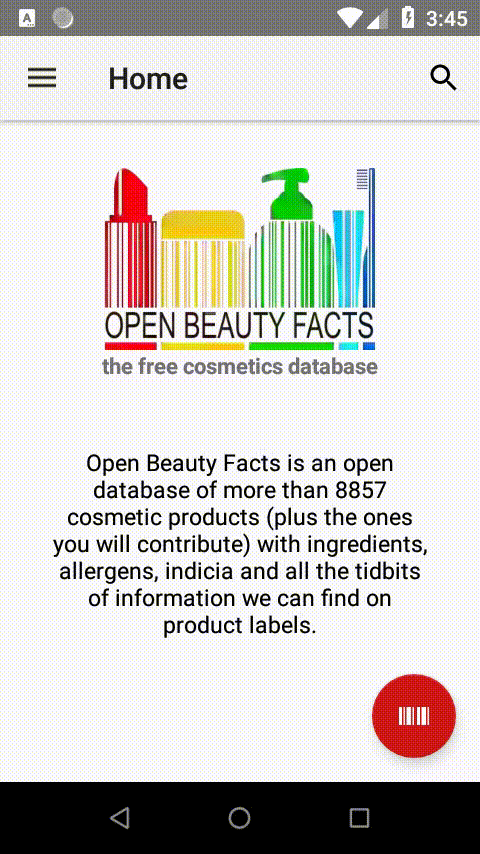 A
3:45
Home
OPEN BEAUTY FACTS
the free cosmetics database
Open Beauty Facts is an open
database of more than 8857
cosmetic products (plus the ones
you will contribute) with ingredients,
allergens, indicia and all the tidbits
of information we can find on
product labels.